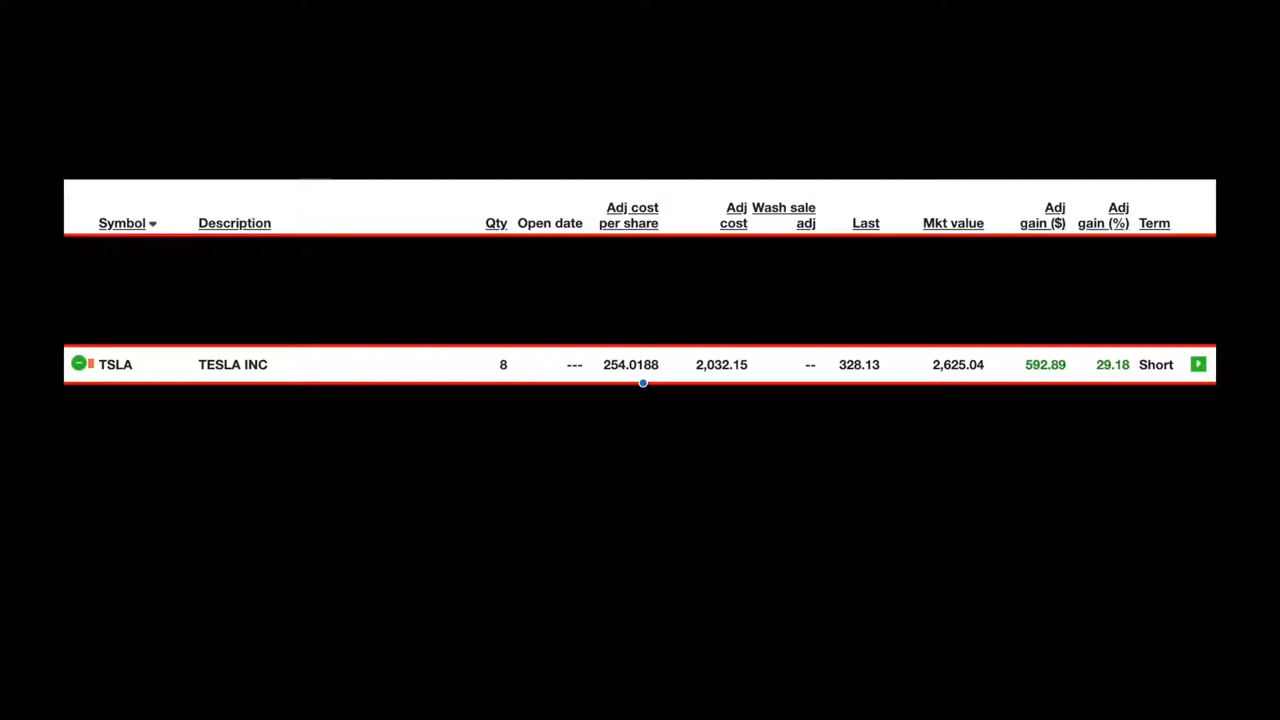 Adj cost Adj Wash sale Adj Adj
Symbol Description Qty Open date per share cost adj Last Mkt value gain ($) gain (%) Term
TSLA TESLA INC 8 --- 254.0188 2,032.15 -- 328.13 2,625.04 592.89 29.18 Short